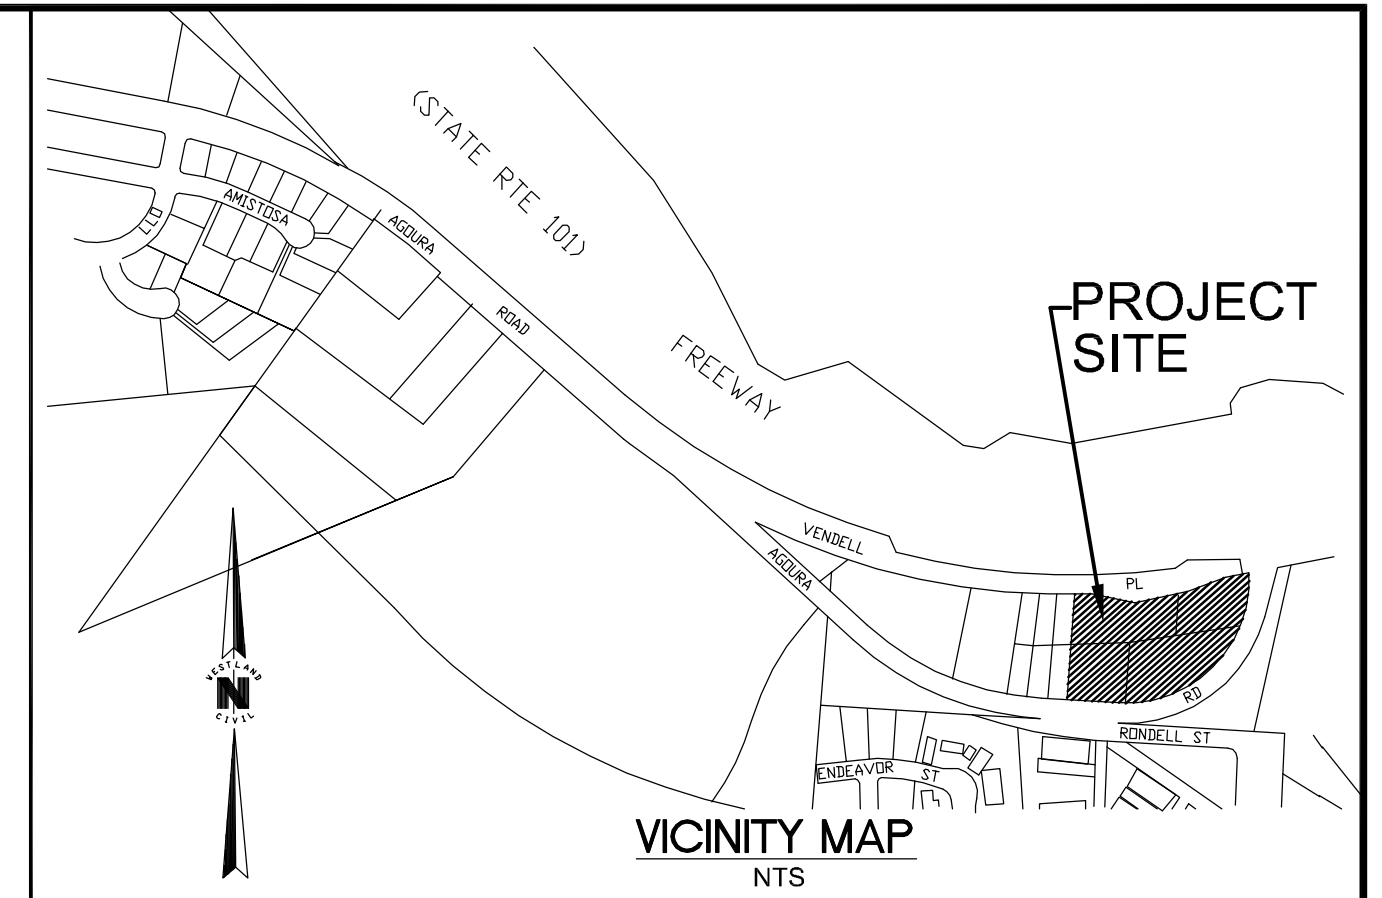 (STATE RTE 101)
FREEWAY
PROJECT
SITE
AMISTOSA
AGOURA
ROAD
VENDELL
PL
AGOURA
RD
RONDELL ST
ENDEAVOR ST
WESTLAND
N
CIVIL
VICINITY MAP
NTS